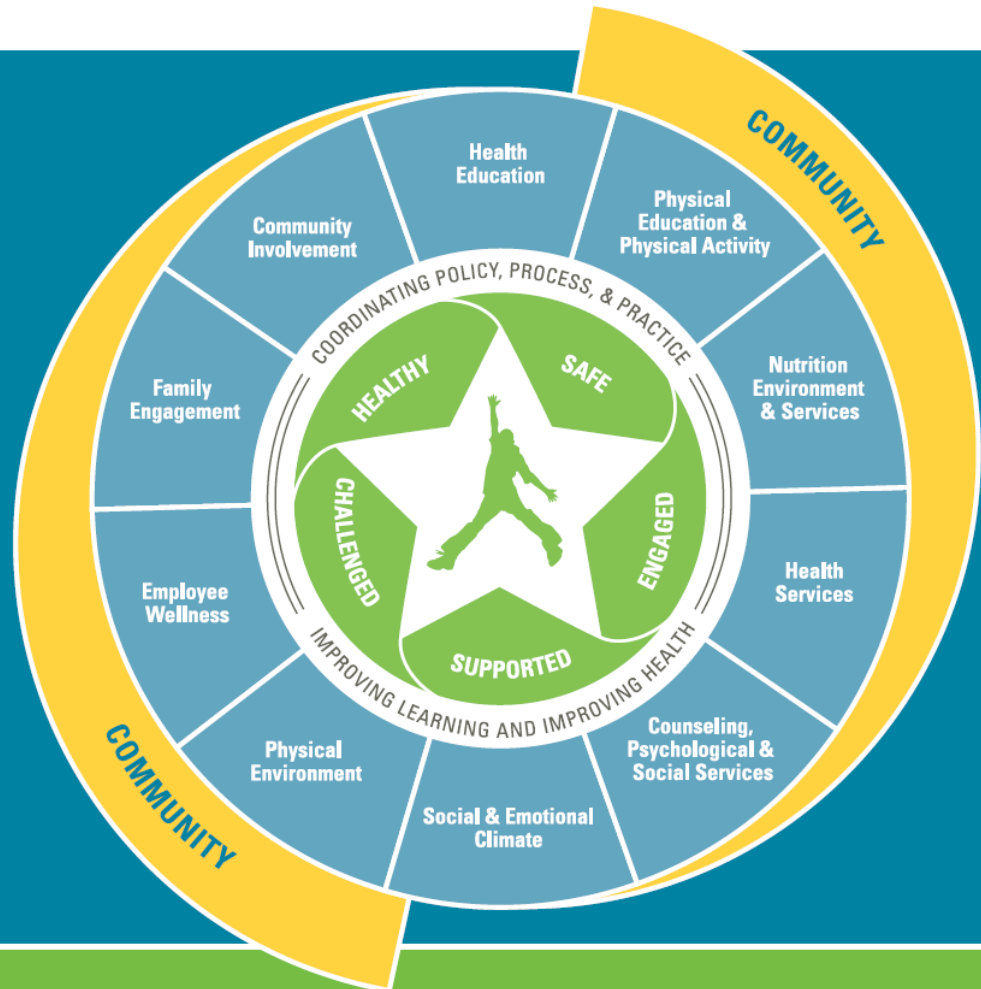 COMMUNITY
Health
Education
Physical
Education &
Physical Activity
Nutrition
Environment
& Services
Health
Services
Counseling,
Psychological &
Social Services
Social & Emotional
Climate
Physical
Environment
Employee
Wellness
Family
Engagement
Community
Involvement
COORDINATING POLICY, PROCESS, & PRACTICE
IMPROVING LEARNING AND IMPROVING HEALTH
HEALTHY
SAFE
ENGAGED
SUPPORTED
CHALLENGED
COMMUNITY